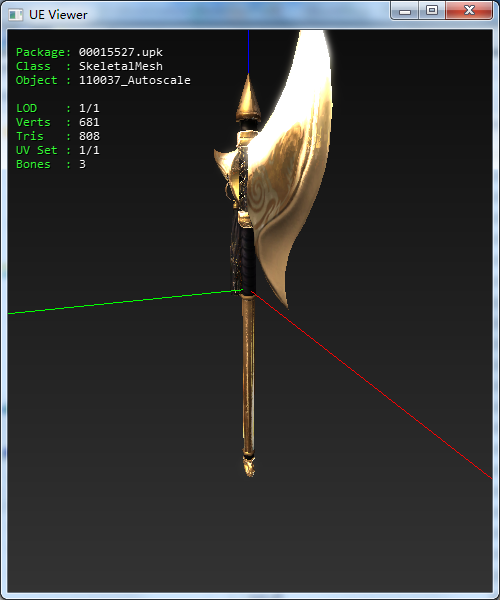 UE Viewer
Package: 00015527.upk
Class  : SkeletalMesh
Object : 110037_Autoscale
LOD    : 1/1
Verts  : 681
Tris   : 808
UV Set : 1/1
Bones  : 3